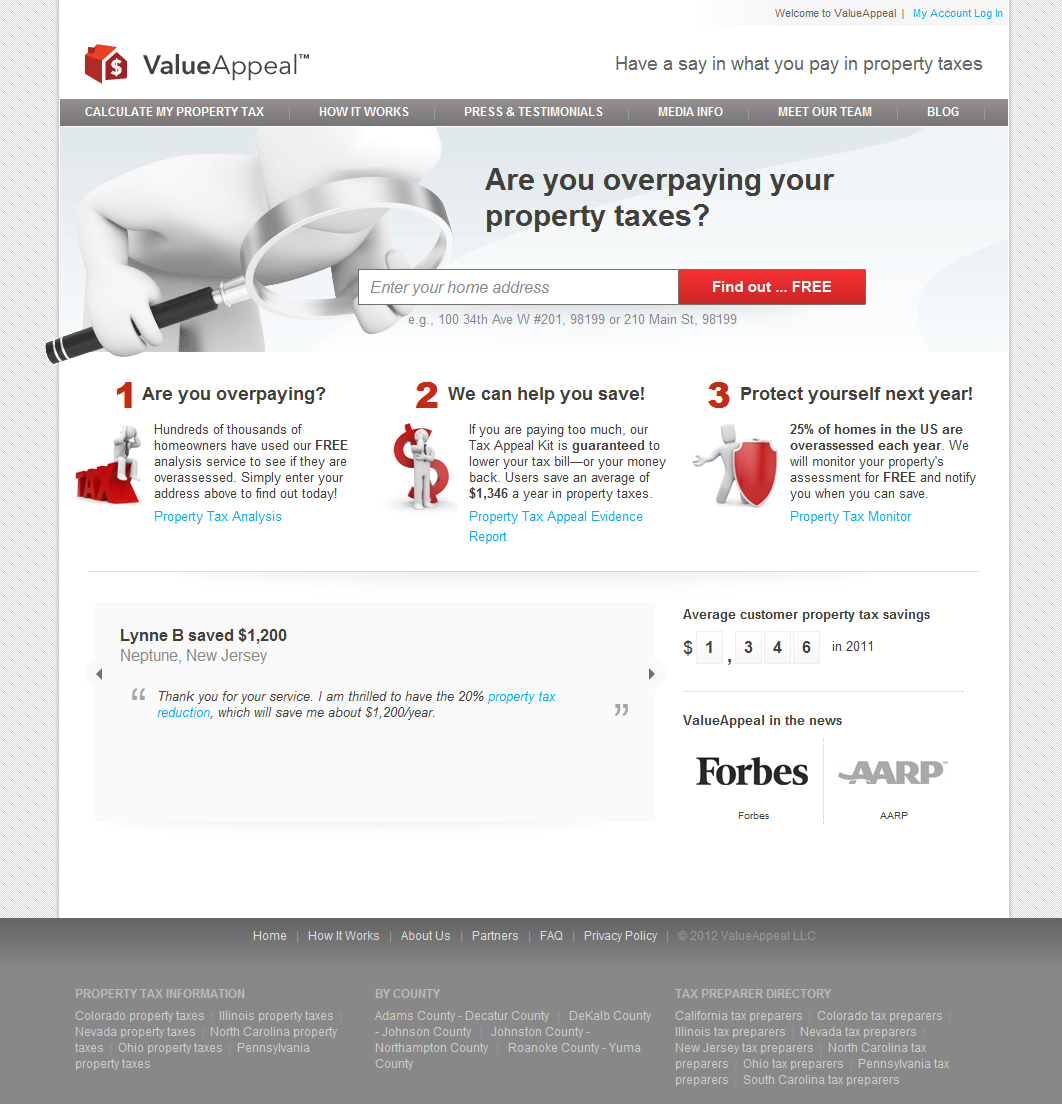 Welcome to ValueAppeal | My Account Log In
ValueAppeal™
Have a say in what you pay in property taxes
CALCULATE MY PROPERTY TAX | HOW IT WORKS | PRESS & TESTIMONIALS | MEDIA INFO | MEET OUR TEAM | BLOG |
Are you overpaying your
property taxes?
Enter your home address
Find out ... FREE
e.g., 100 34th Ave W #201, 98199 or 210 Main St, 98199
1 Are you overpaying?
TAX
Hundreds of thousands of
homeowners have used our FREE
analysis service to see if they are
overassessed. Simply enter your
address above to find out today!
Property Tax Analysis
2 We can help you save!
If you are paying too much, our
Tax Appeal Kit is guaranteed to
lower your tax bill—or your money
back. Users save an average of
$1,346 a year in property taxes.
Property Tax Appeal Evidence
Report
3 Protect yourself next year!
25% of homes in the US are
overassessed each year. We
will monitor your property's
assessment for FREE and notify
you when you can save.
Property Tax Monitor
Lynne B saved $1,200
Neptune, New Jersey
“ Thank you for your service. I am thrilled to have the 20% property tax
reduction, which will save me about $1,200/year. ”
Average customer property tax savings
$ 1,346 in 2011
ValueAppeal in the news
Forbes
AARP™
Forbes
AARP
Home | How It Works | About Us | Partners | FAQ | Privacy Policy | © 2012 ValueAppeal LLC
PROPERTY TAX INFORMATION
Colorado property taxes | Illinois property taxes |
Nevada property taxes | North Carolina property
taxes | Ohio property taxes | Pennsylvania
property taxes
BY COUNTY
Adams County - Decatur County | DeKalb County
- Johnson County | Johnston County -
Northampton County | Roanoke County - Yuma
County
TAX PREPARER DIRECTORY
California tax preparers | Colorado tax preparers |
Illinois tax preparers | Nevada tax preparers |
New Jersey tax preparers | North Carolina tax
preparers | Ohio tax preparers | Pennsylvania tax
preparers | South Carolina tax preparers